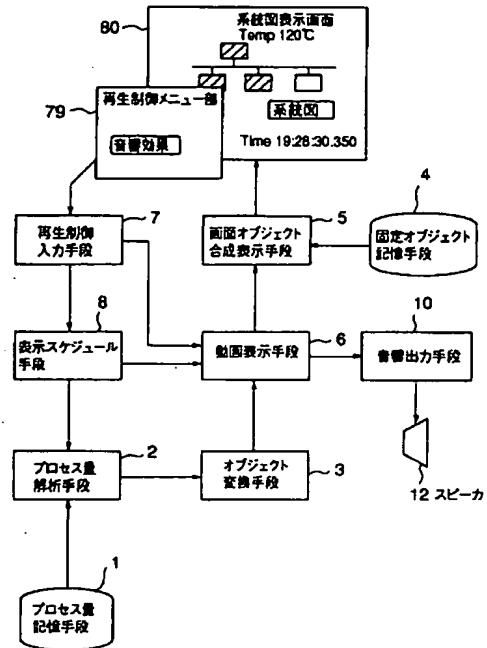 80
系統図表示画面
Temp 120℃
79
再生制御メニュー部
系統図
音響効果
Time 19:28:30.350
4
7
5
再生制御
入力手段
画面オブジェクト
合成表示手段
固定オブジェクト
記憶手段
8
10
表示スケジュール
手段
動画表示手段
6
音響出力手段
2
プロセス量
解析手段
オブジェクト
変換手段
3
12 スピーカ
1
プロセス量
記憶手段